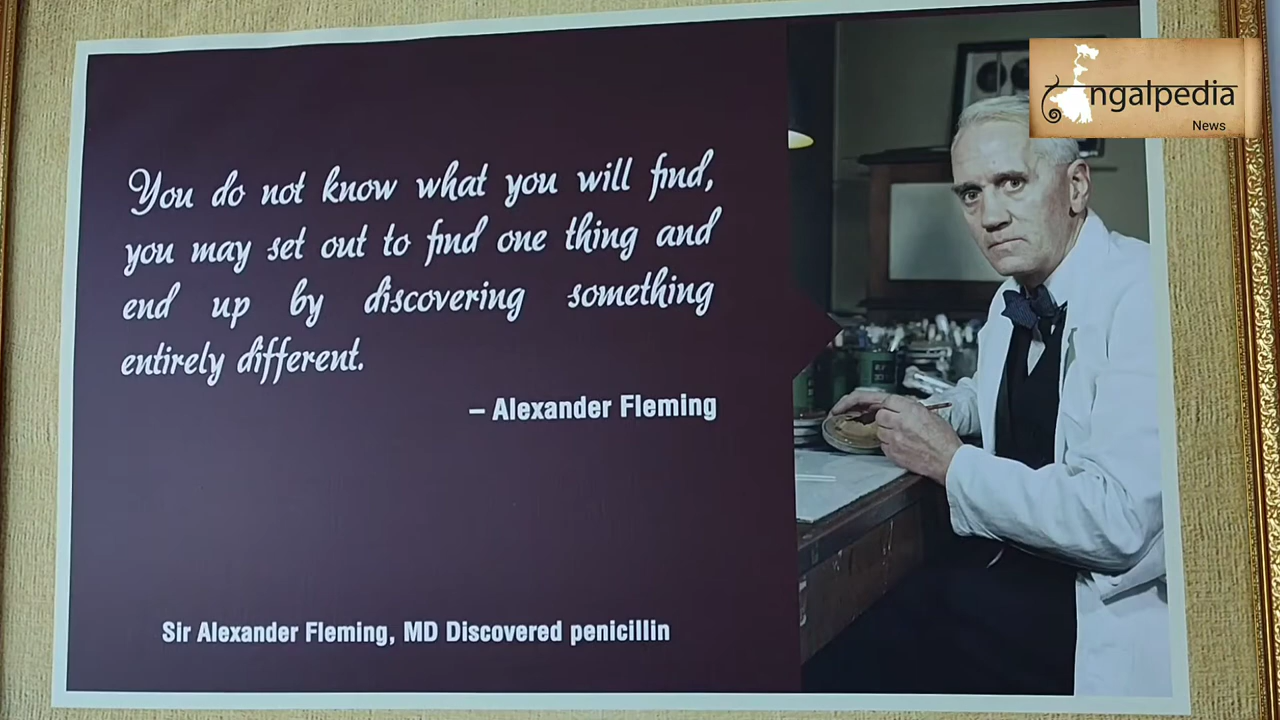 You do not know what you will find,
you may set out to find one thing and
end up by discovering something
entirely different.
– Alexander Fleming
Sir Alexander Fleming, MD Discovered penicillin
ngalpedia
News